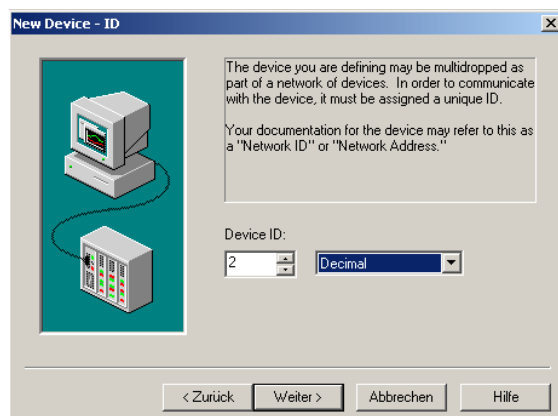 New Device - ID
The device you are defining may be multidropped as
part of a network of devices. In order to communicate
with the device, it must be assigned a unique ID.
Your documentation for the device may refer to this as
a "Network ID" or "Network Address."
Device ID:
2 Decimal
< Zurück Weiter > Abbrechen Hilfe